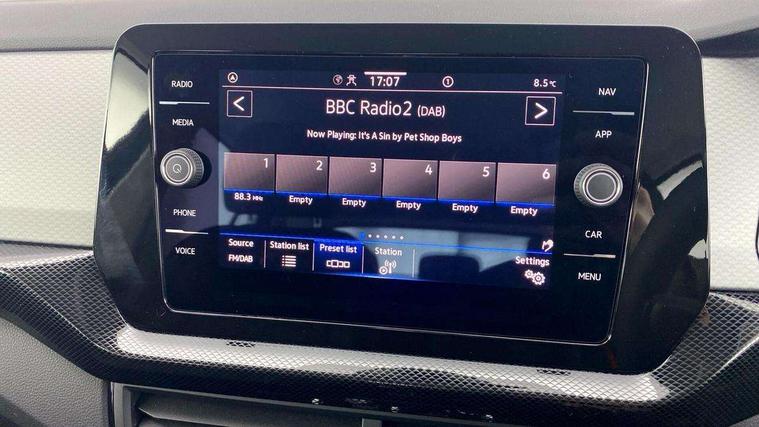 RADIO
MEDIA
PHONE
VOICE
17:07
8.5°C
BBC Radio2 (DAB)
Now Playing: It's A Sin by Pet Shop Boys
1 2 3 4 5 6
88.3 MHz Empty Empty Empty Empty Empty
Source Station list Preset list Station Settings
FM/DAB
NAV
APP
CAR
MENU